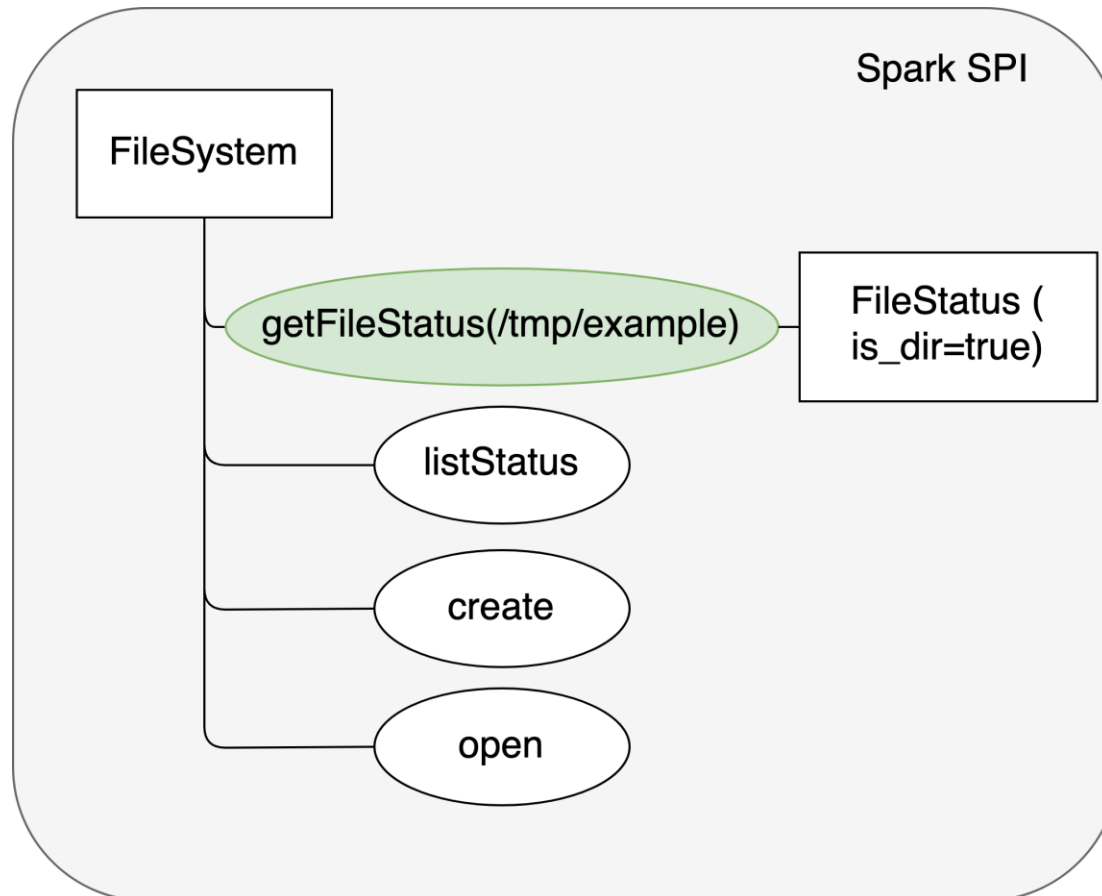 Spark SPI
FileSystem
getFileStatus(/tmp/example)
FileStatus (
is_dir=true)
listStatus
create
open